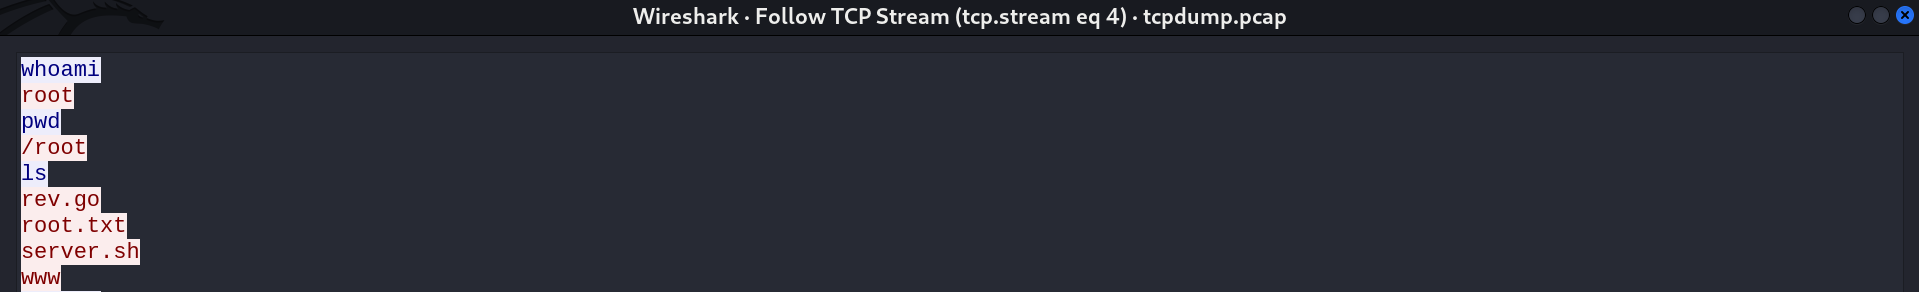 Wireshark · Follow TCP Stream (tcp.stream eq 4) · tcpdump.pcap
whoami
root
pwd
/root
ls
rev.go
root.txt
server.sh
www